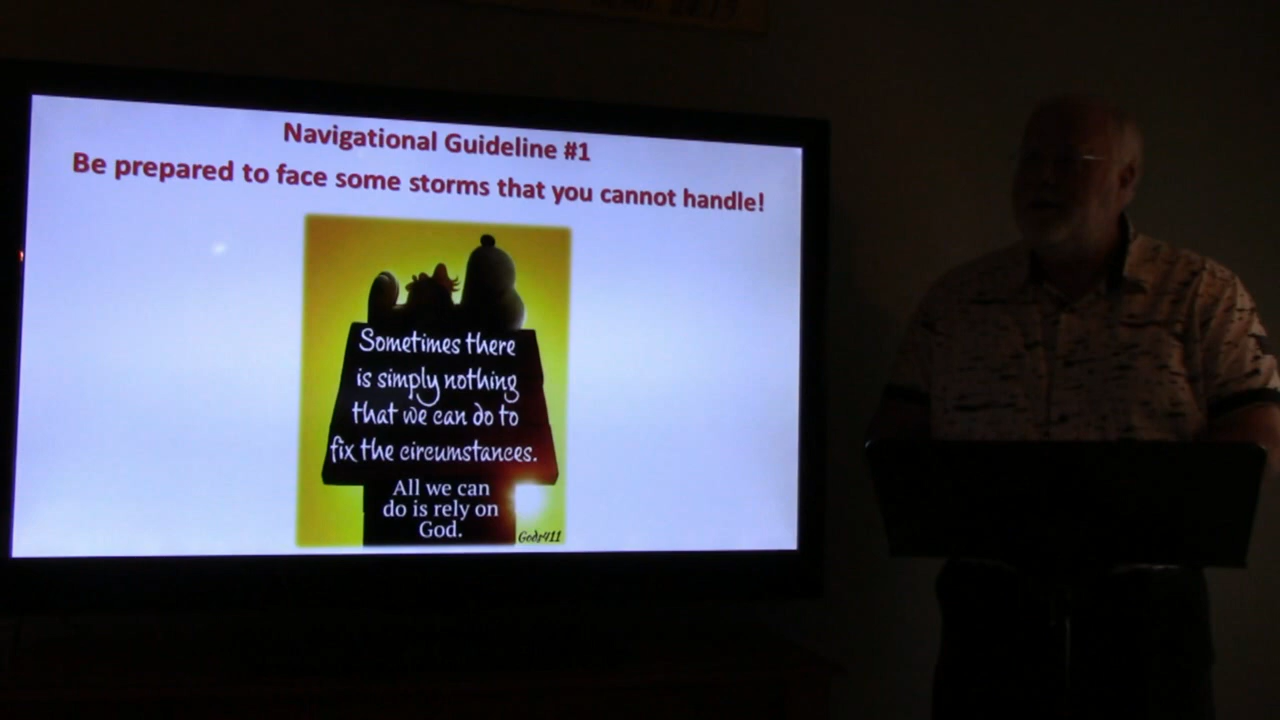 Navigational Guideline #1
Be prepared to face some storms that you cannot handle!
Sometimes there
is simply nothing
that we can do to
fix the circumstances.
All we can
do is rely on
God.
Gods411